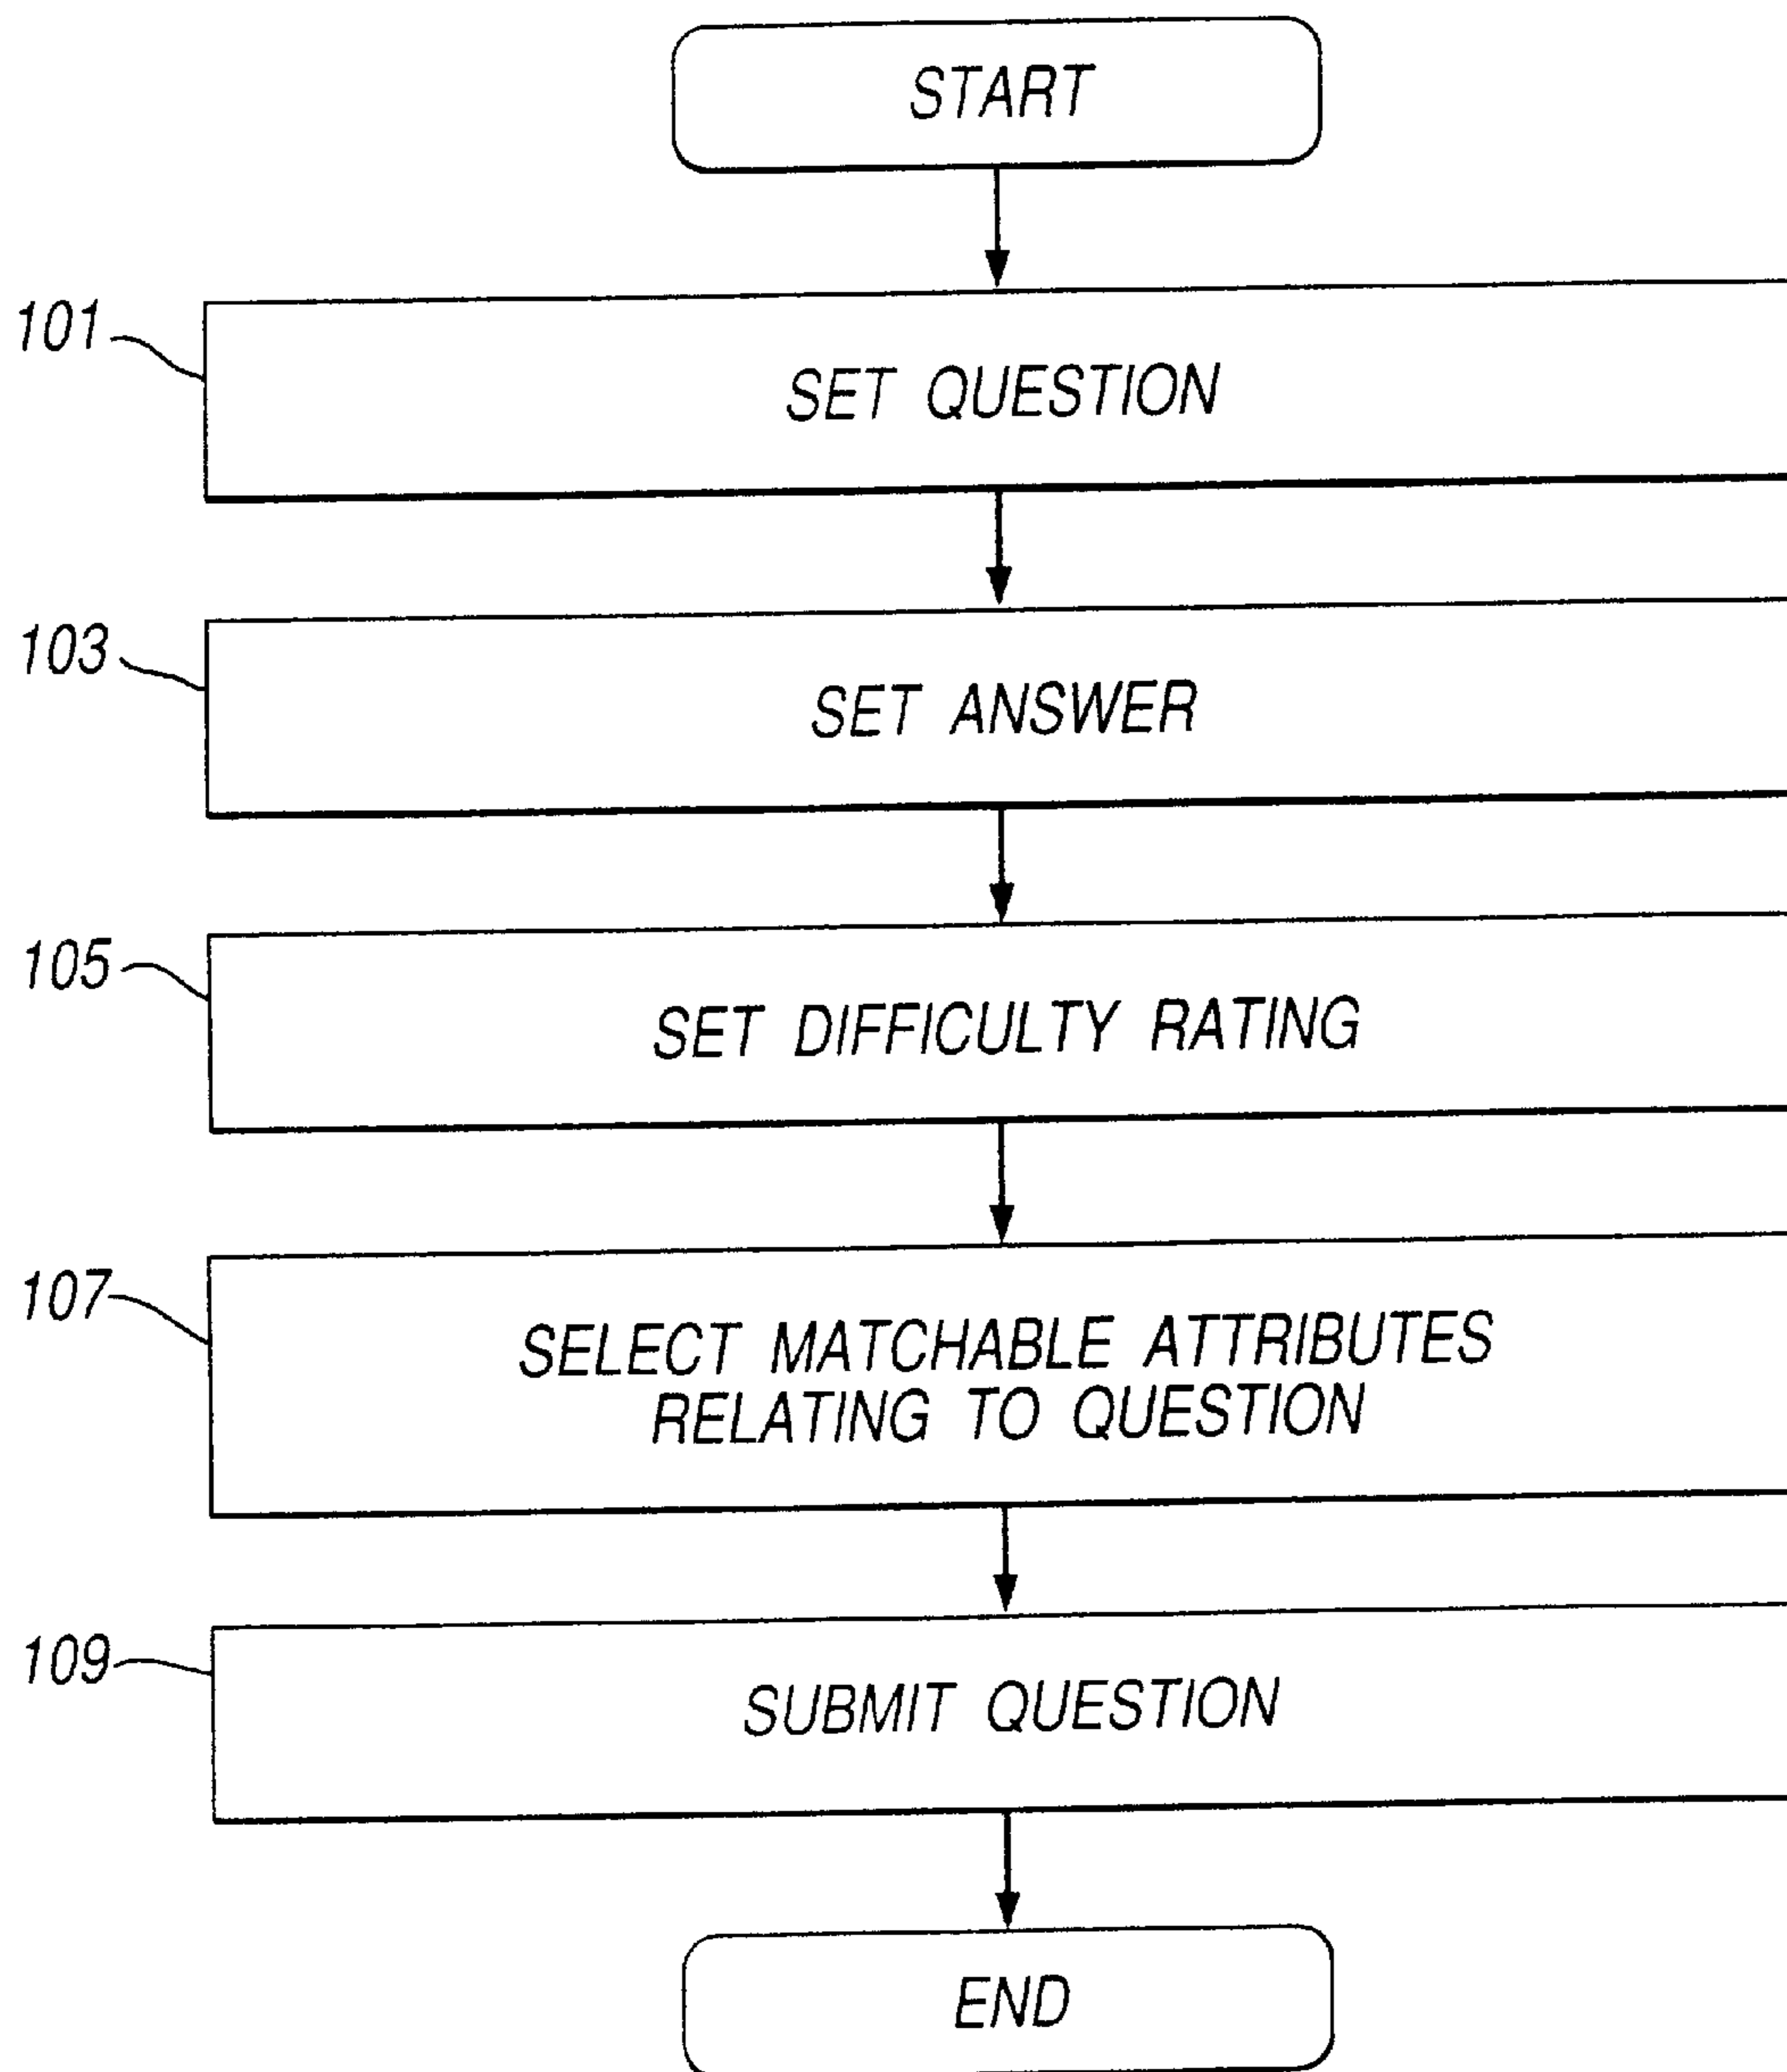 START
101
SET QUESTION
103
SET ANSWER
105
SET DIFFICULTY RATING
107
SELECT MATCHABLE ATTRIBUTES
RELATING TO QUESTION
109
SUBMIT QUESTION
END